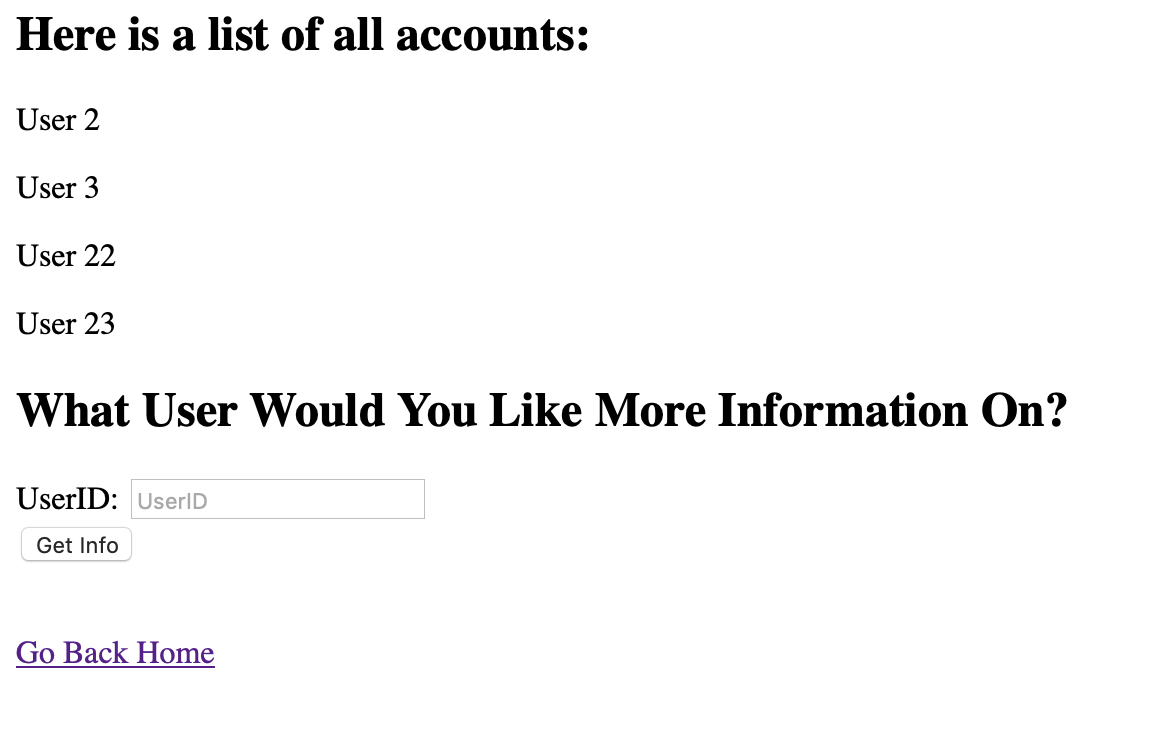 Here is a list of all accounts:
User 2
User 3
User 22
User 23
What User Would You Like More Information On?
UserID: UserID
Get Info
Go Back Home